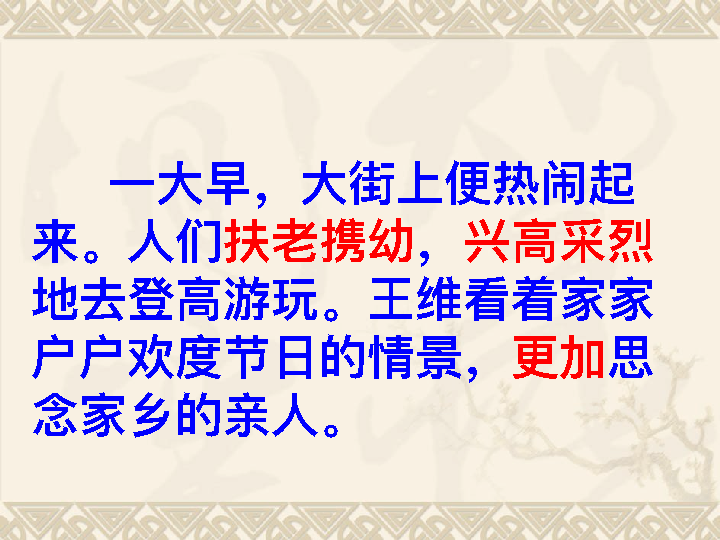 一大早，大街上便热闹起
来。人们扶老携幼，兴高采烈
地去登高游玩。王维看着家家
户户欢度节日的情景，更加思
念家乡的亲人。